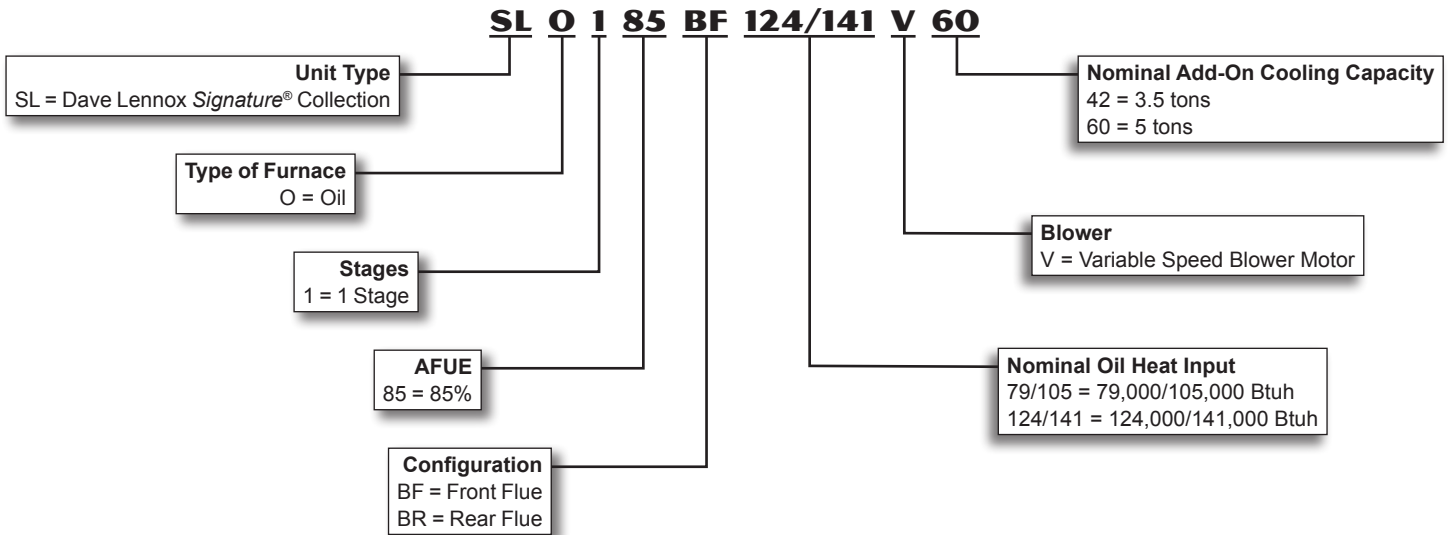 SL O 1 85 BF 124/141 V 60
Unit Type
SL = Dave Lennox Signature® Collection
Type of Furnace
O = Oil
Stages
1 = 1 Stage
AFUE
85 = 85%
Configuration
BF = Front Flue
BR = Rear Flue
Nominal Add-On Cooling Capacity
42 = 3.5 tons
60 = 5 tons
Blower
V = Variable Speed Blower Motor
Nominal Oil Heat Input
79/105 = 79,000/105,000 Btuh
124/141 = 124,000/141,000 Btuh